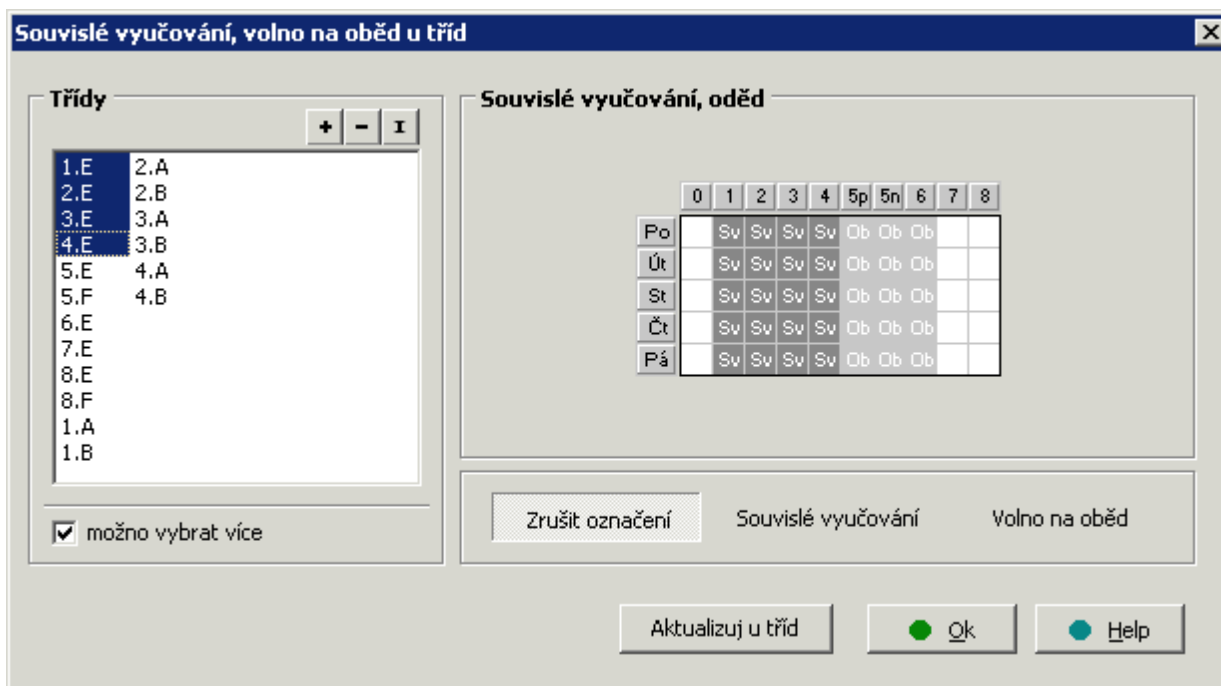 Souvislé vyučování, volno na oběd u tříd
Třídy
+ - I
1.E 2.A
2.E 2.B
3.E 3.A
4.E 3.B
5.E 4.A
5.F 4.B
6.E
7.E
8.E
8.F
1.A
1.B
možno vybrat více
Souvislé vyučování, oděd
0 1 2 3 4 5p 5n 6 7 8
Po Sv Sv Sv Sv Ob Ob Ob
Út Sv Sv Sv Sv Ob Ob Ob
St Sv Sv Sv Sv Ob Ob Ob
Čt Sv Sv Sv Sv Ob Ob Ob
Pá Sv Sv Sv Sv Ob Ob Ob
Zrušit označení Souvislé vyučování Volno na oběd
Aktualizuj u tříd Ok Help